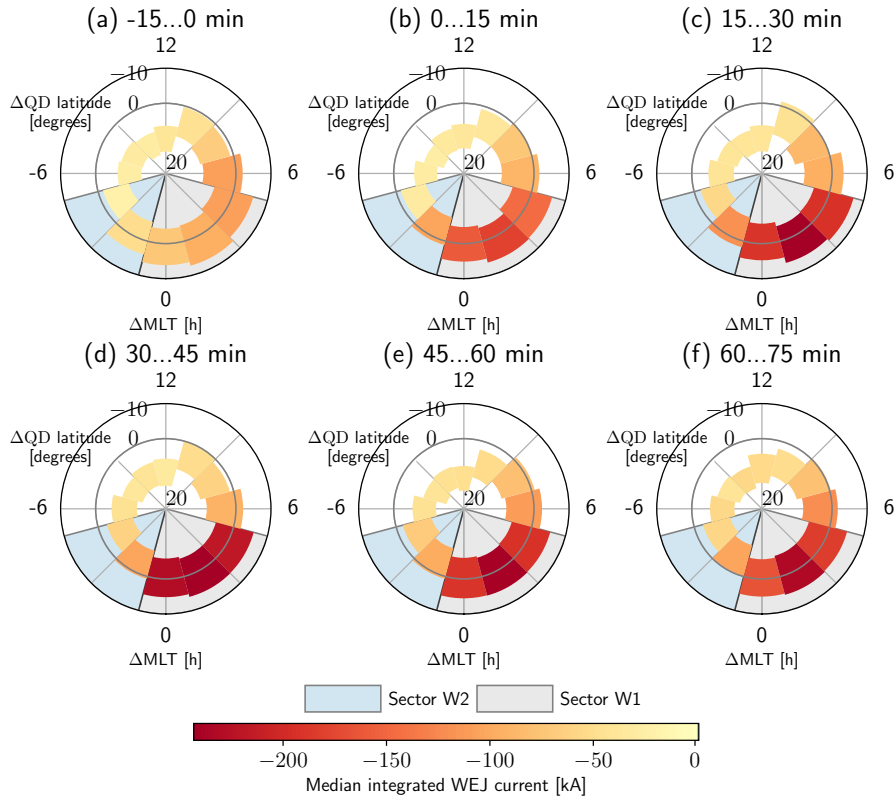 (a) -15...0 min
(b) 0...15 min
(c) 15...30 min
12
12
12
−10
−10
−10
ΔQD latitude
[degrees]
0
ΔQD latitude
[degrees]
0
ΔQD latitude
[degrees]
0
-6
20
6
-6
20
6
-6
20
6
0
0
0
ΔMLT [h]
ΔMLT [h]
ΔMLT [h]
(d) 30...45 min
(e) 45...60 min
(f) 60...75 min
12
12
12
−10
−10
−10
ΔQD latitude
[degrees]
0
ΔQD latitude
[degrees]
0
ΔQD latitude
[degrees]
0
-6
20
6
-6
20
6
-6
20
6
0
0
0
ΔMLT [h]
ΔMLT [h]
ΔMLT [h]
Sector W2
Sector W1
−200
−150
−100
−50
0
Median integrated WEJ current [kA]